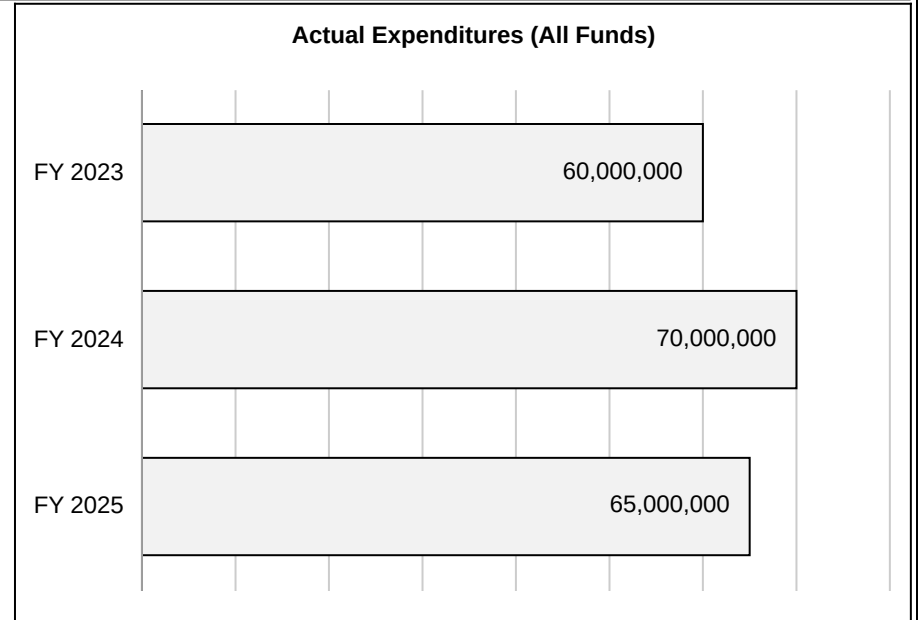 Actual Expenditures (All Funds)
FY 2023 60,000,000
FY 2024 70,000,000
FY 2025 65,000,000